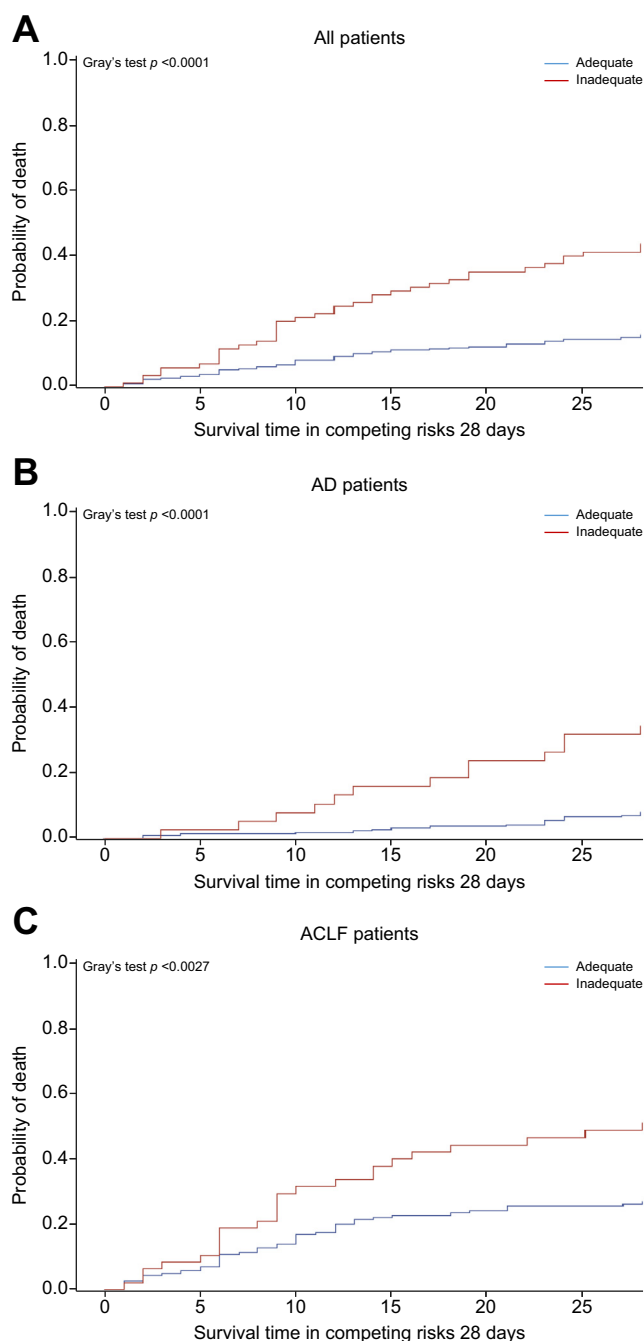 A
All patients
Gray's test p <0.0001
Adequate
Inadequate
Probability of death
1.0
0.8
0.6
0.4
0.2
0.0
0 5 10 15 20 25
Survival time in competing risks 28 days
B
AD patients
Gray's test p <0.0001
Adequate
Inadequate
Probability of death
1.0
0.8
0.6
0.4
0.2
0.0
0 5 10 15 20 25
Survival time in competing risks 28 days
C
ACLF patients
Gray's test p <0.0027
Adequate
Inadequate
Probability of death
1.0
0.8
0.6
0.4
0.2
0.0
0 5 10 15 20 25
Survival time in competing risks 28 days